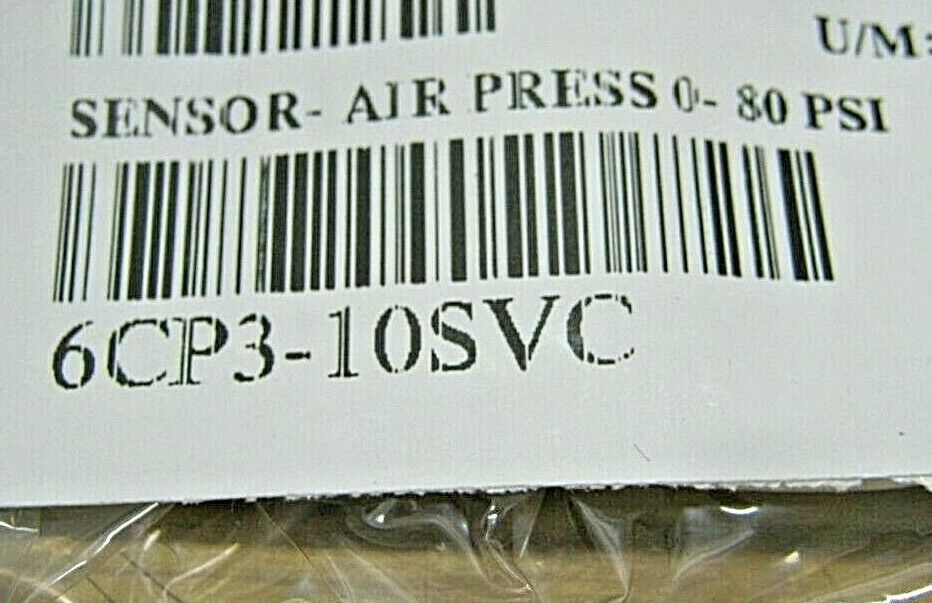 U/M:
SENSOR- AIR PRESS 0- 80 PSI
6CP3-10SVC